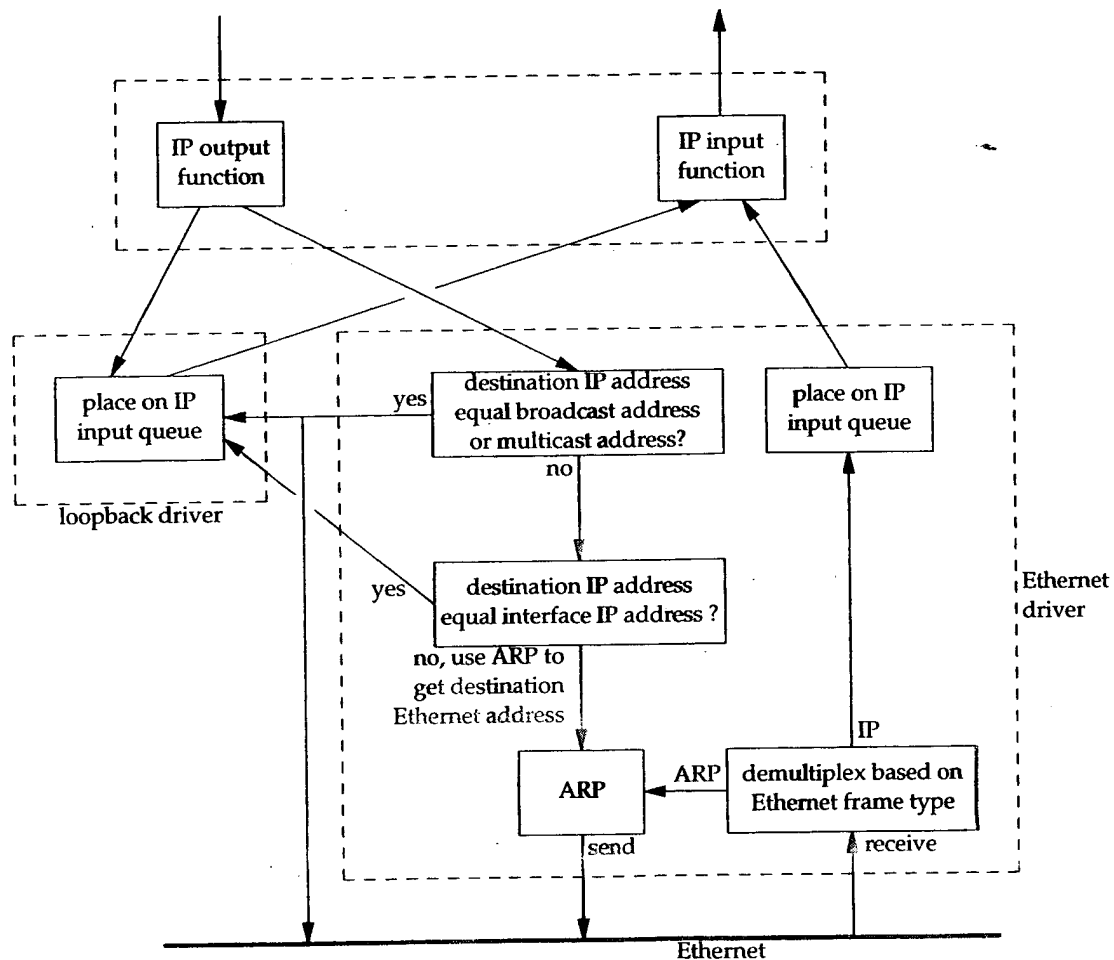 IP output
function
IP input
function
place on IP
input queue
loopback driver
yes
destination IP address
equal broadcast address
or multicast address?
no
place on IP
input queue
yes
destination IP address
equal interface IP address ?
no, use ARP to
get destination
Ethernet address
Ethernet
driver
IP
ARP
ARP
demultiplex based on
Ethernet frame type
send
receive
Ethernet